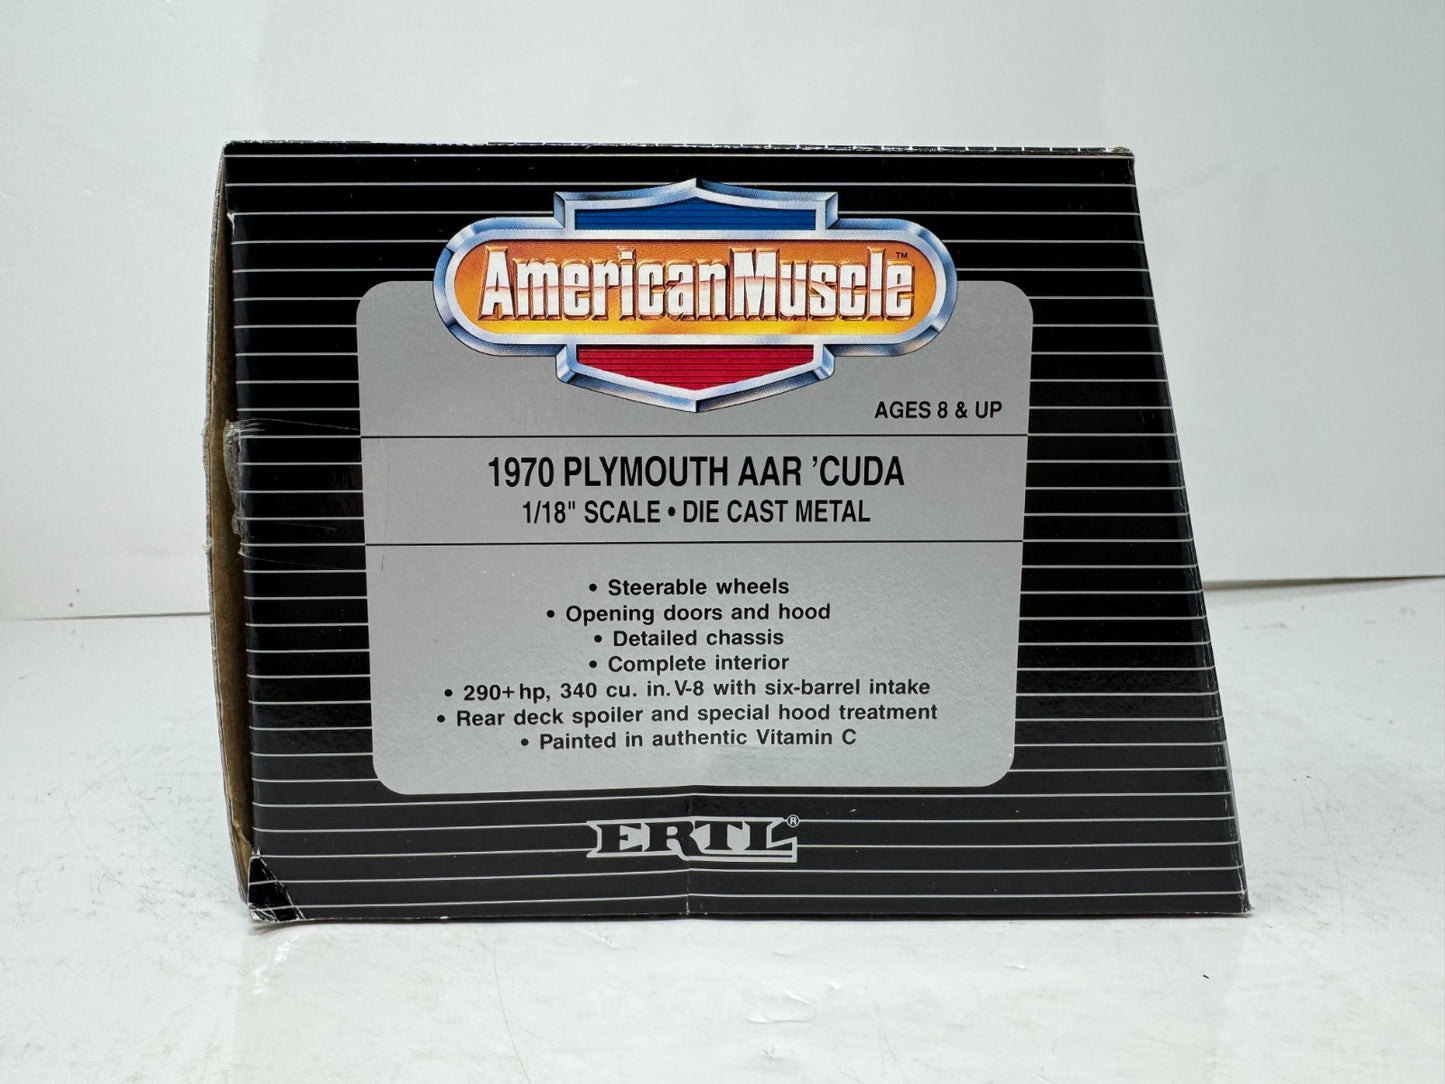 American Muscle™
AGES 8 & UP
1970 PLYMOUTH AAR ’CUDA
1/18" SCALE • DIE CAST METAL
• Steerable wheels
• Opening doors and hood
• Detailed chassis
• Complete interior
• 290+hp, 340 cu. in. V-8 with six-barrel intake
• Rear deck spoiler and special hood treatment
• Painted in authentic Vitamin C
ERTL®